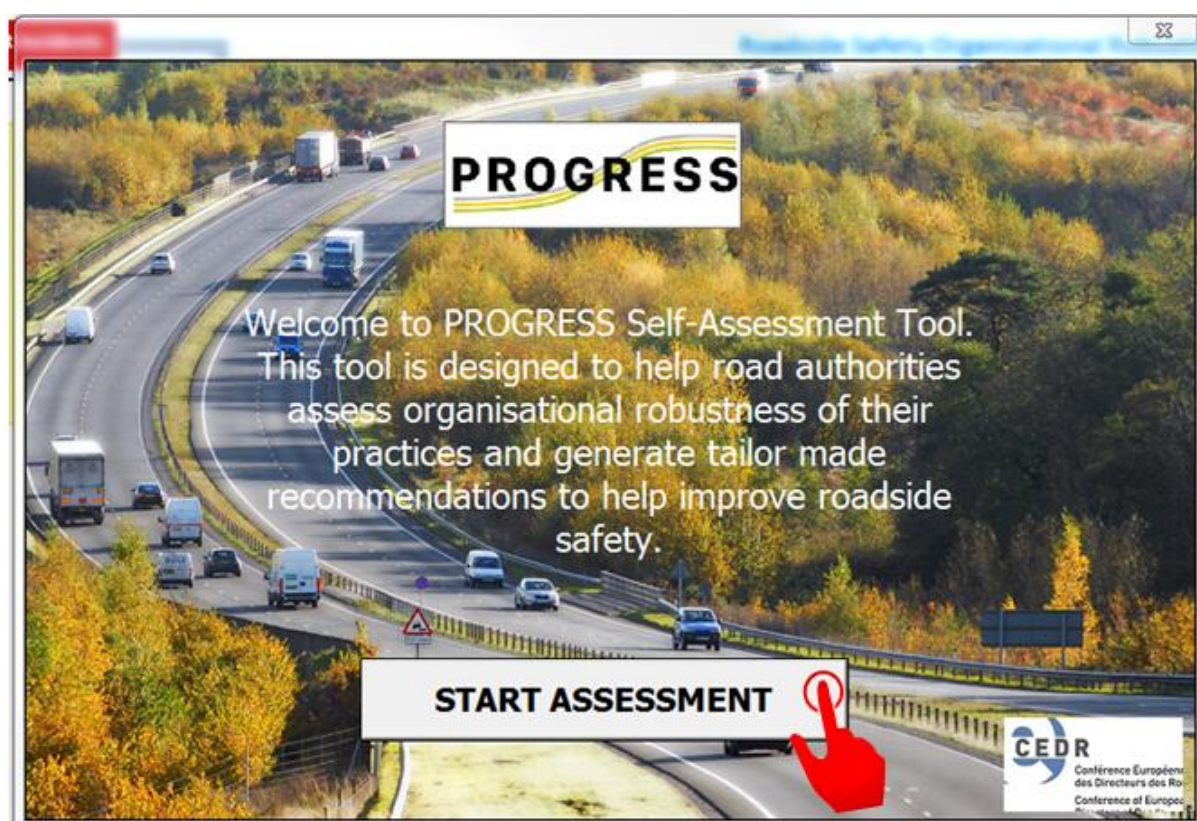 PROGRESS
Welcome to PROGRESS Self-Assessment Tool.
This tool is designed to help road authorities
assess organisational robustness of their
practices and generate tailor made
recommendations to help improve roadside
safety.
START ASSESSMENT
CEDR
Conférence Européenn
des Directeurs des Ro
Conference of Europea